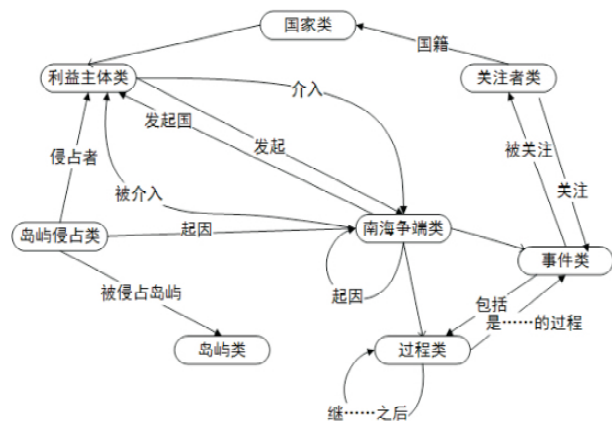 国家类
国籍
利益主体类
关注者类
介入
发起国
发起
被关注
侵占者
关注
被介入
岛屿侵占类
起因
南海争端类
事件类
起因
被侵占岛屿
包括
是……的过程
岛屿类
过程类
继……之后